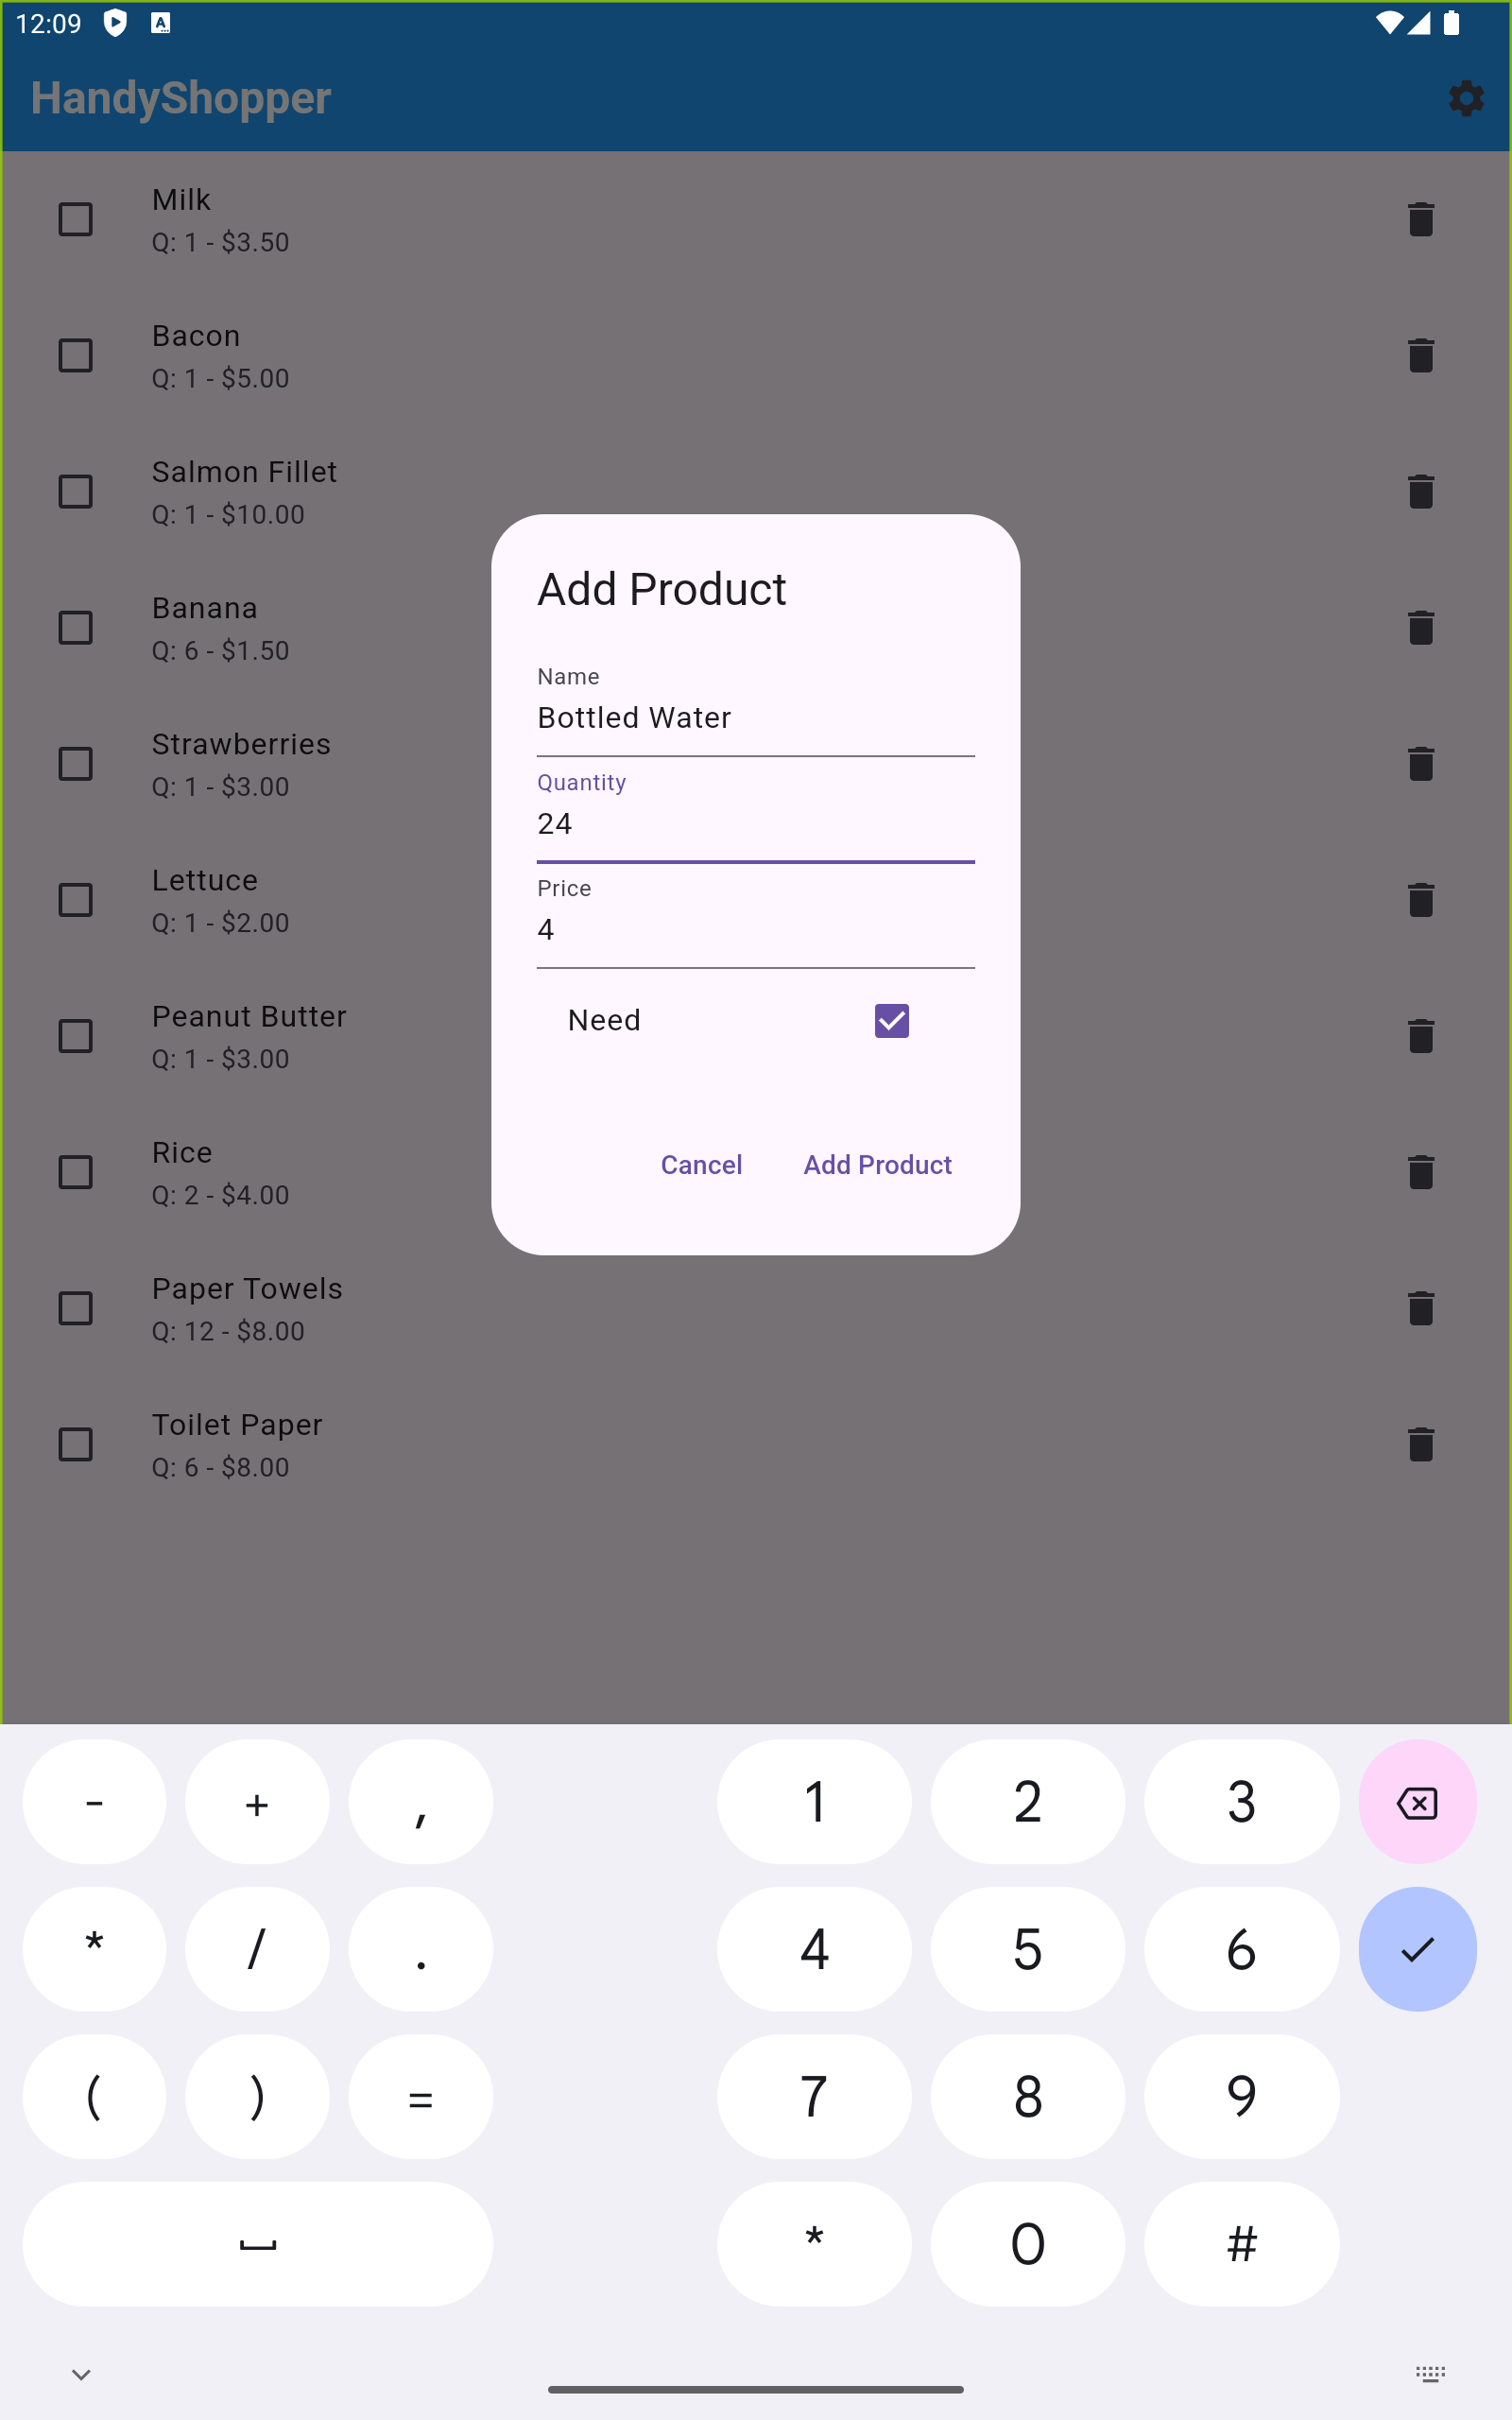 12:09
HandyShopper
Milk
Q: 1 - $3.50
Bacon
Q: 1 - $5.00
Salmon Fillet
Q: 1 - $10.00
Banana
Q: 6 - $1.50
Strawberries
Q: 1 - $3.00
Lettuce
Q: 1 - $2.00
Peanut Butter
Q: 1 - $3.00
Rice
Q: 2 - $4.00
Paper Towels
Q: 12 - $8.00
Toilet Paper
Q: 6 - $8.00
Add Product
Name
Bottled Water
Quantity
24
Price
4
Need
Cancel Add Product
- + , 1 2 3
* / . 4 5 6
( ) = 7 8 9
* 0 #